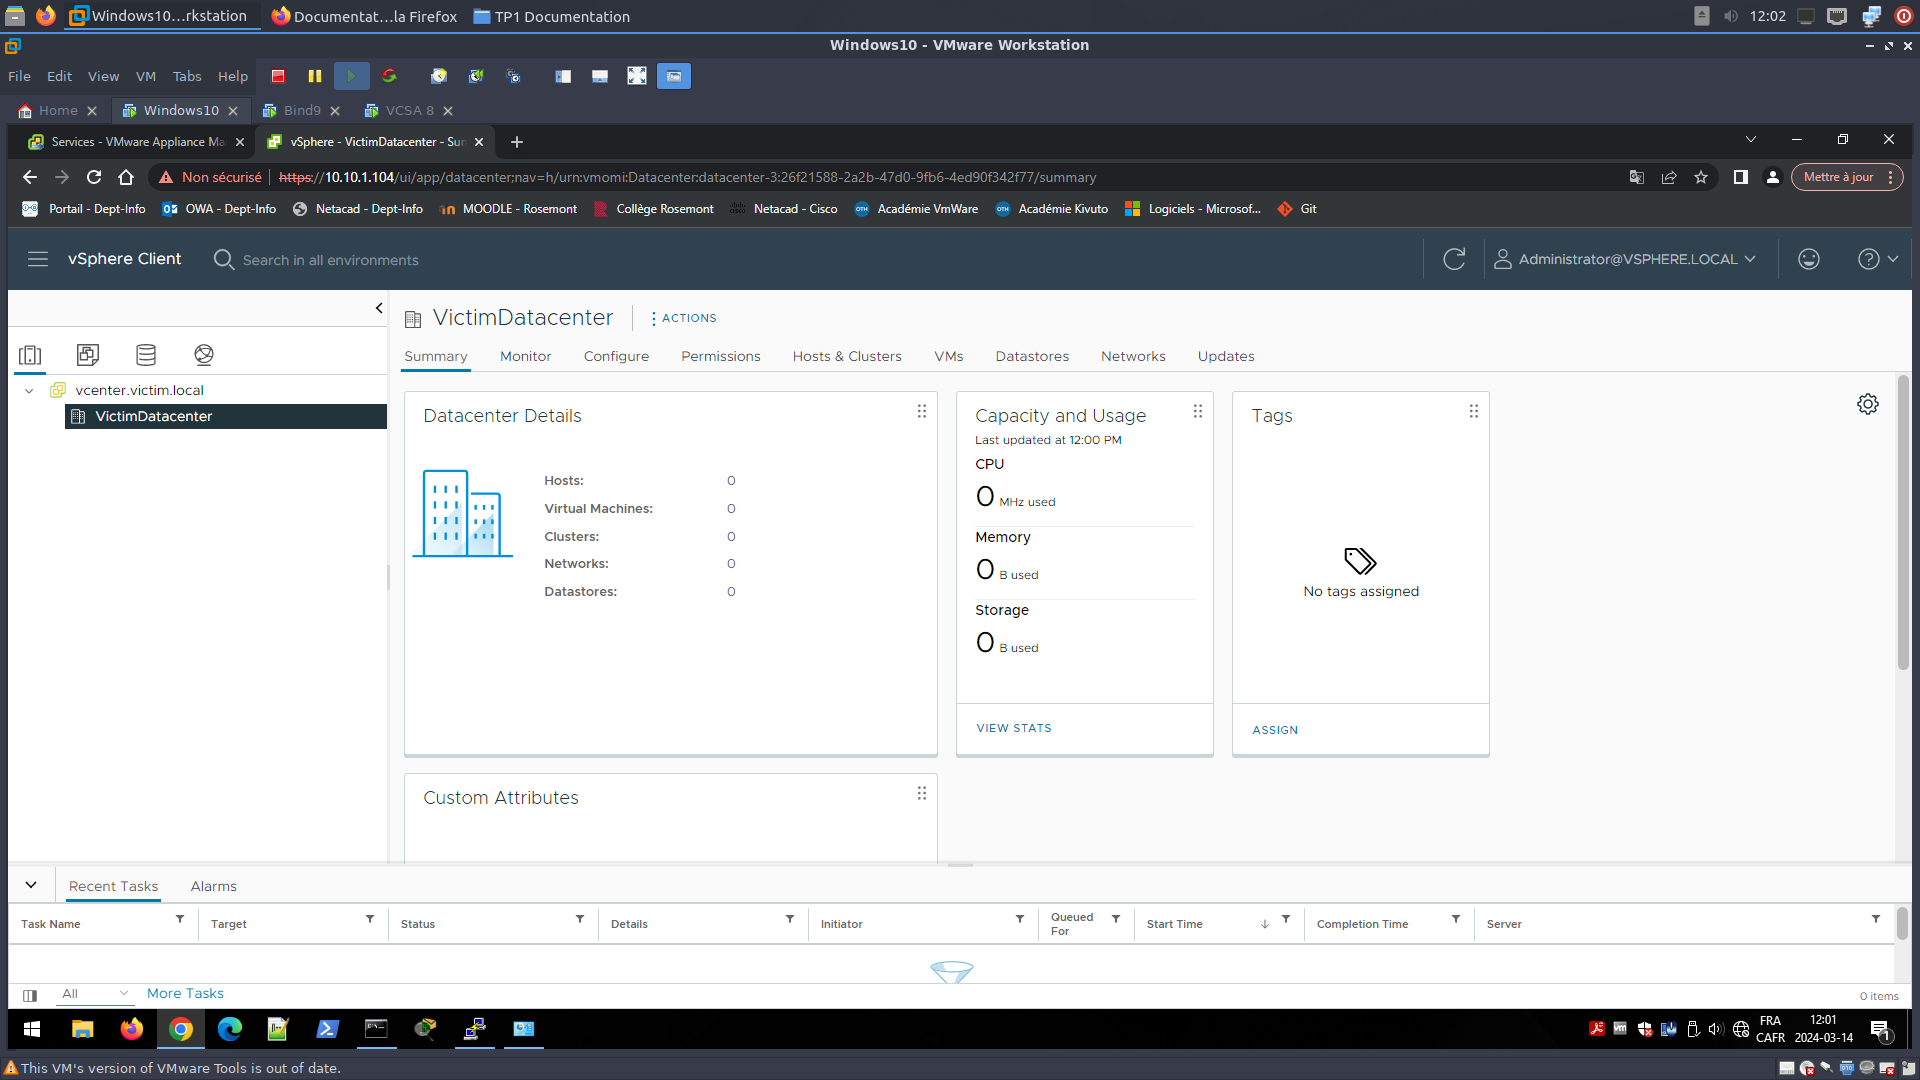 Windows10...rkstation
Documentat...la Firefox
TP1 Documentation
12:02
Windows10 - VMware Workstation
File Edit View VM Tabs Help
Home
Windows10
Bind9
VCSA 8
Services - VMware Appliance Ma
vSphere - VictimDatacenter - Sum
Non sécurisé
https://10.10.1.104/ui/app/datacenter;nav=h/urn:vmomi:Datacenter:datacenter-3:26f21588-2a2b-47d0-9fb6-4ed90f342f77/summary
Mettre à jour
Portail - Dept-Info
OWA - Dept-Info
Netacad - Dept-Info
MOODLE - Rosemont
Collège Rosemont
Netacad - Cisco
Académie VmWare
Académie Kivuto
Logiciels - Microsof...
Git
vSphere Client
Search in all environments
Administrator@VSPHERE.LOCAL
VictimDatacenter
ACTIONS
Summary Monitor Configure Permissions Hosts & Clusters VMs Datastores Networks Updates
vcenter.victim.local
VictimDatacenter
Datacenter Details
Hosts: 0
Virtual Machines: 0
Clusters: 0
Networks: 0
Datastores: 0
Capacity and Usage
Last updated at 12:00 PM
CPU
0 MHz used
Memory
0 B used
Storage
0 B used
VIEW STATS
Tags
No tags assigned
ASSIGN
Custom Attributes
Recent Tasks
Alarms
Task Name
Target
Status
Details
Initiator
Queued For
Start Time
Completion Time
Server
All
More Tasks
0 items
FRA
CAFR
12:01
2024-03-14
1
This VM's version of VMware Tools is out of date.